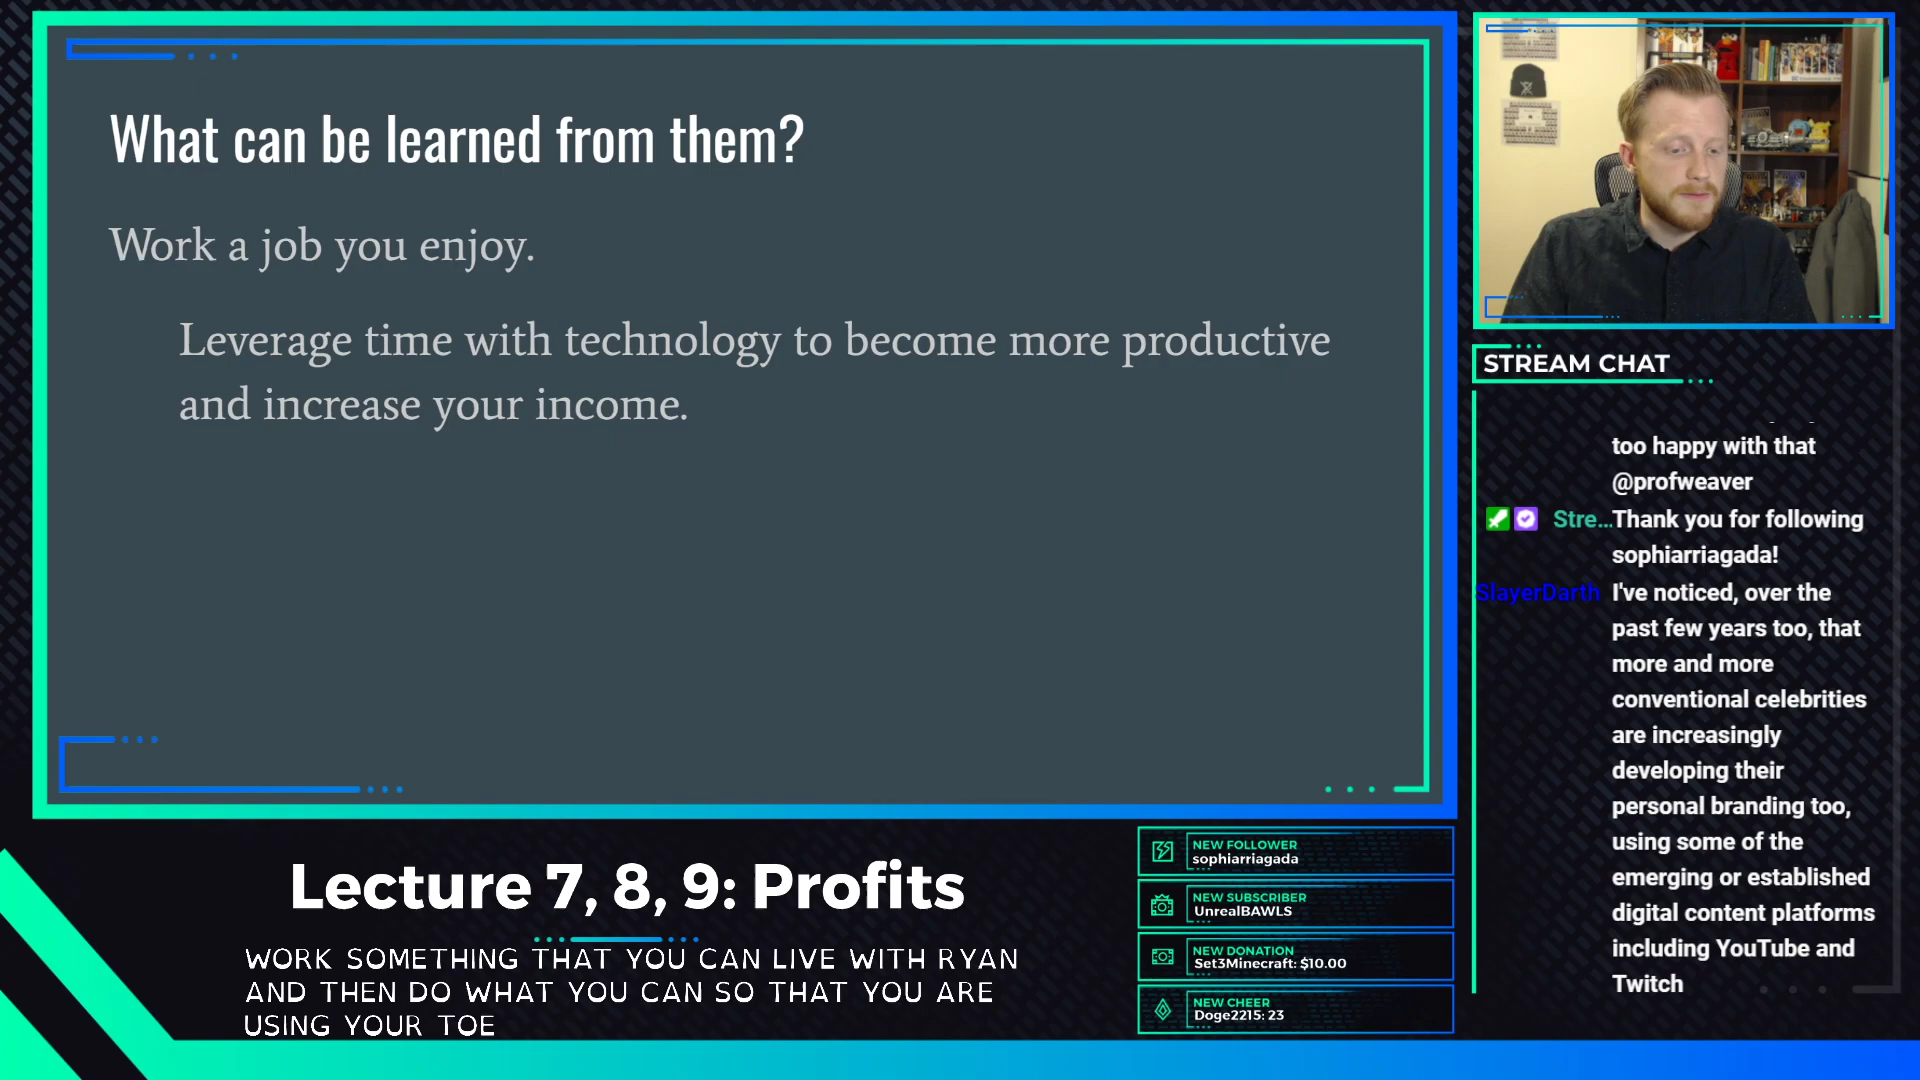 What can be learned from them?
Work a job you enjoy.
Leverage time with technology to become more productive
and increase your income.
STREAM CHAT
too happy with that
@profweaver
Stre...Thank you for following
sophiarriagada!
SlayerDarth I've noticed, over the
past few years too, that
more and more
conventional celebrities
are increasingly
developing their
personal branding too,
using some of the
emerging or established
digital content platforms
including YouTube and
Twitch
Lecture 7, 8, 9: Profits
WORK SOMETHING THAT YOU CAN LIVE WITH RYAN
AND THEN DO WHAT YOU CAN SO THAT YOU ARE
USING YOUR TOE
NEW FOLLOWER
sophiarriagada
NEW SUBSCRIBER
UnrealBAWLS
NEW DONATION
Set3Minecraft: $10.00
NEW CHEER
Doge2215: 23